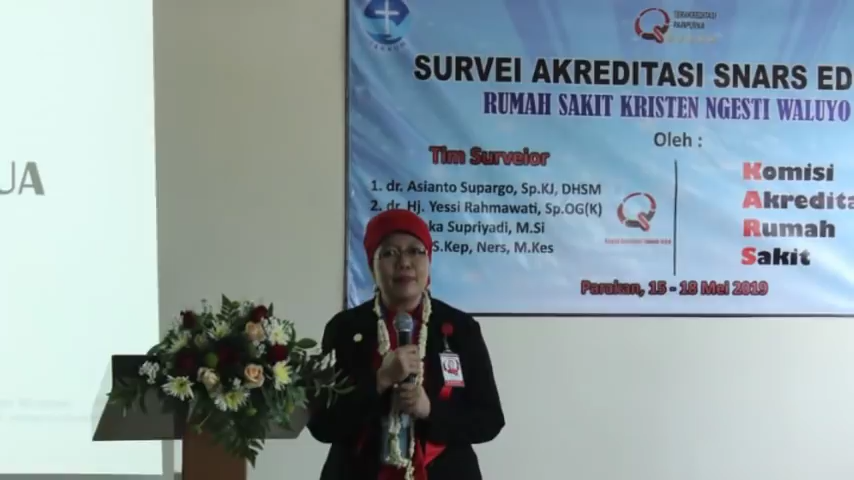 UA
TERAKREDITASI
PARIPURNA
SURVEI AKREDITASI SNARS ED
RUMAH SAKIT KRISTEN NGESTI WALUYO
Oleh :
Tim Surveior
1. dr. Asianto Supargo, Sp.KJ, DHSM
2. dr. Hj. Yessi Rahmawati, Sp.OG(K)
ka Supriyadi, M.Si
S.Kep, Ners, M.Kes
Komisi
Akredita
Rumah
Sakit
Parakan, 15 - 18 Mei 2019